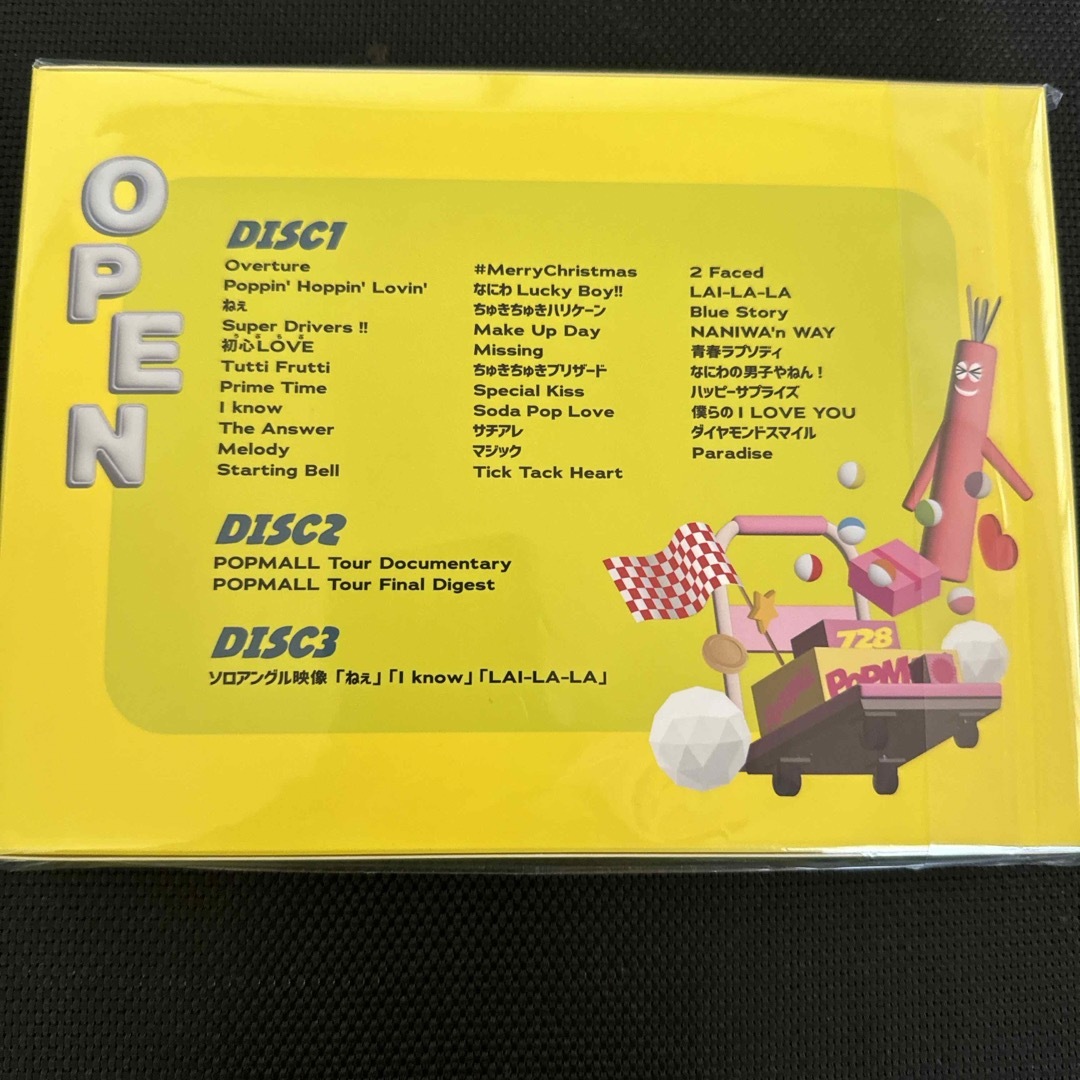 OPEN
DISC1
Overture
Poppin' Hoppin' Lovin'
ねぇ
Super Drivers !!
初心LOVE
Tutti Frutti
Prime Time
I know
The Answer
Melody
Starting Bell
#MerryChristmas
なにわ Lucky Boy!!
ちゅきちゅきハリケーン
Make Up Day
Missing
ちゅきちゅきブリザード
Special Kiss
Soda Pop Love
サチアレ
マジック
Tick Tack Heart
2 Faced
LAI-LA-LA
Blue Story
NANIWA'n WAY
青春ラプソディ
なにわの男子やねん！
ハッピーサプライズ
僕らの I LOVE YOU
ダイヤモンドスマイル
Paradise
DISC2
POPMALL Tour Documentary
POPMALL Tour Final Digest
DISC3
ソロアングル映像「ねぇ」「I know」「LAI-LA-LA」
728
POPM